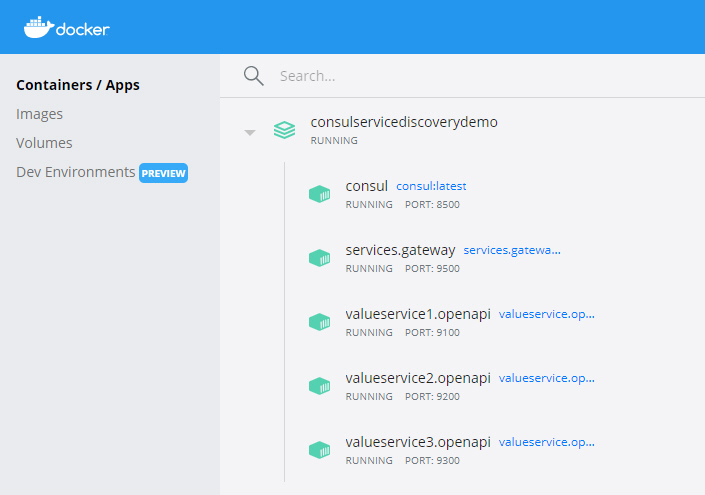 docker
Containers / Apps
Images
Volumes
Dev Environments PREVIEW
Search...
consulservicediscoverydemo
RUNNING
consul consul:latest
RUNNING PORT: 8500
services.gateway services.gatewa...
RUNNING PORT: 9500
valueservice1.openapi valueservice.op...
RUNNING PORT: 9100
valueservice2.openapi valueservice.op...
RUNNING PORT: 9200
valueservice3.openapi valueservice.op...
RUNNING PORT: 9300